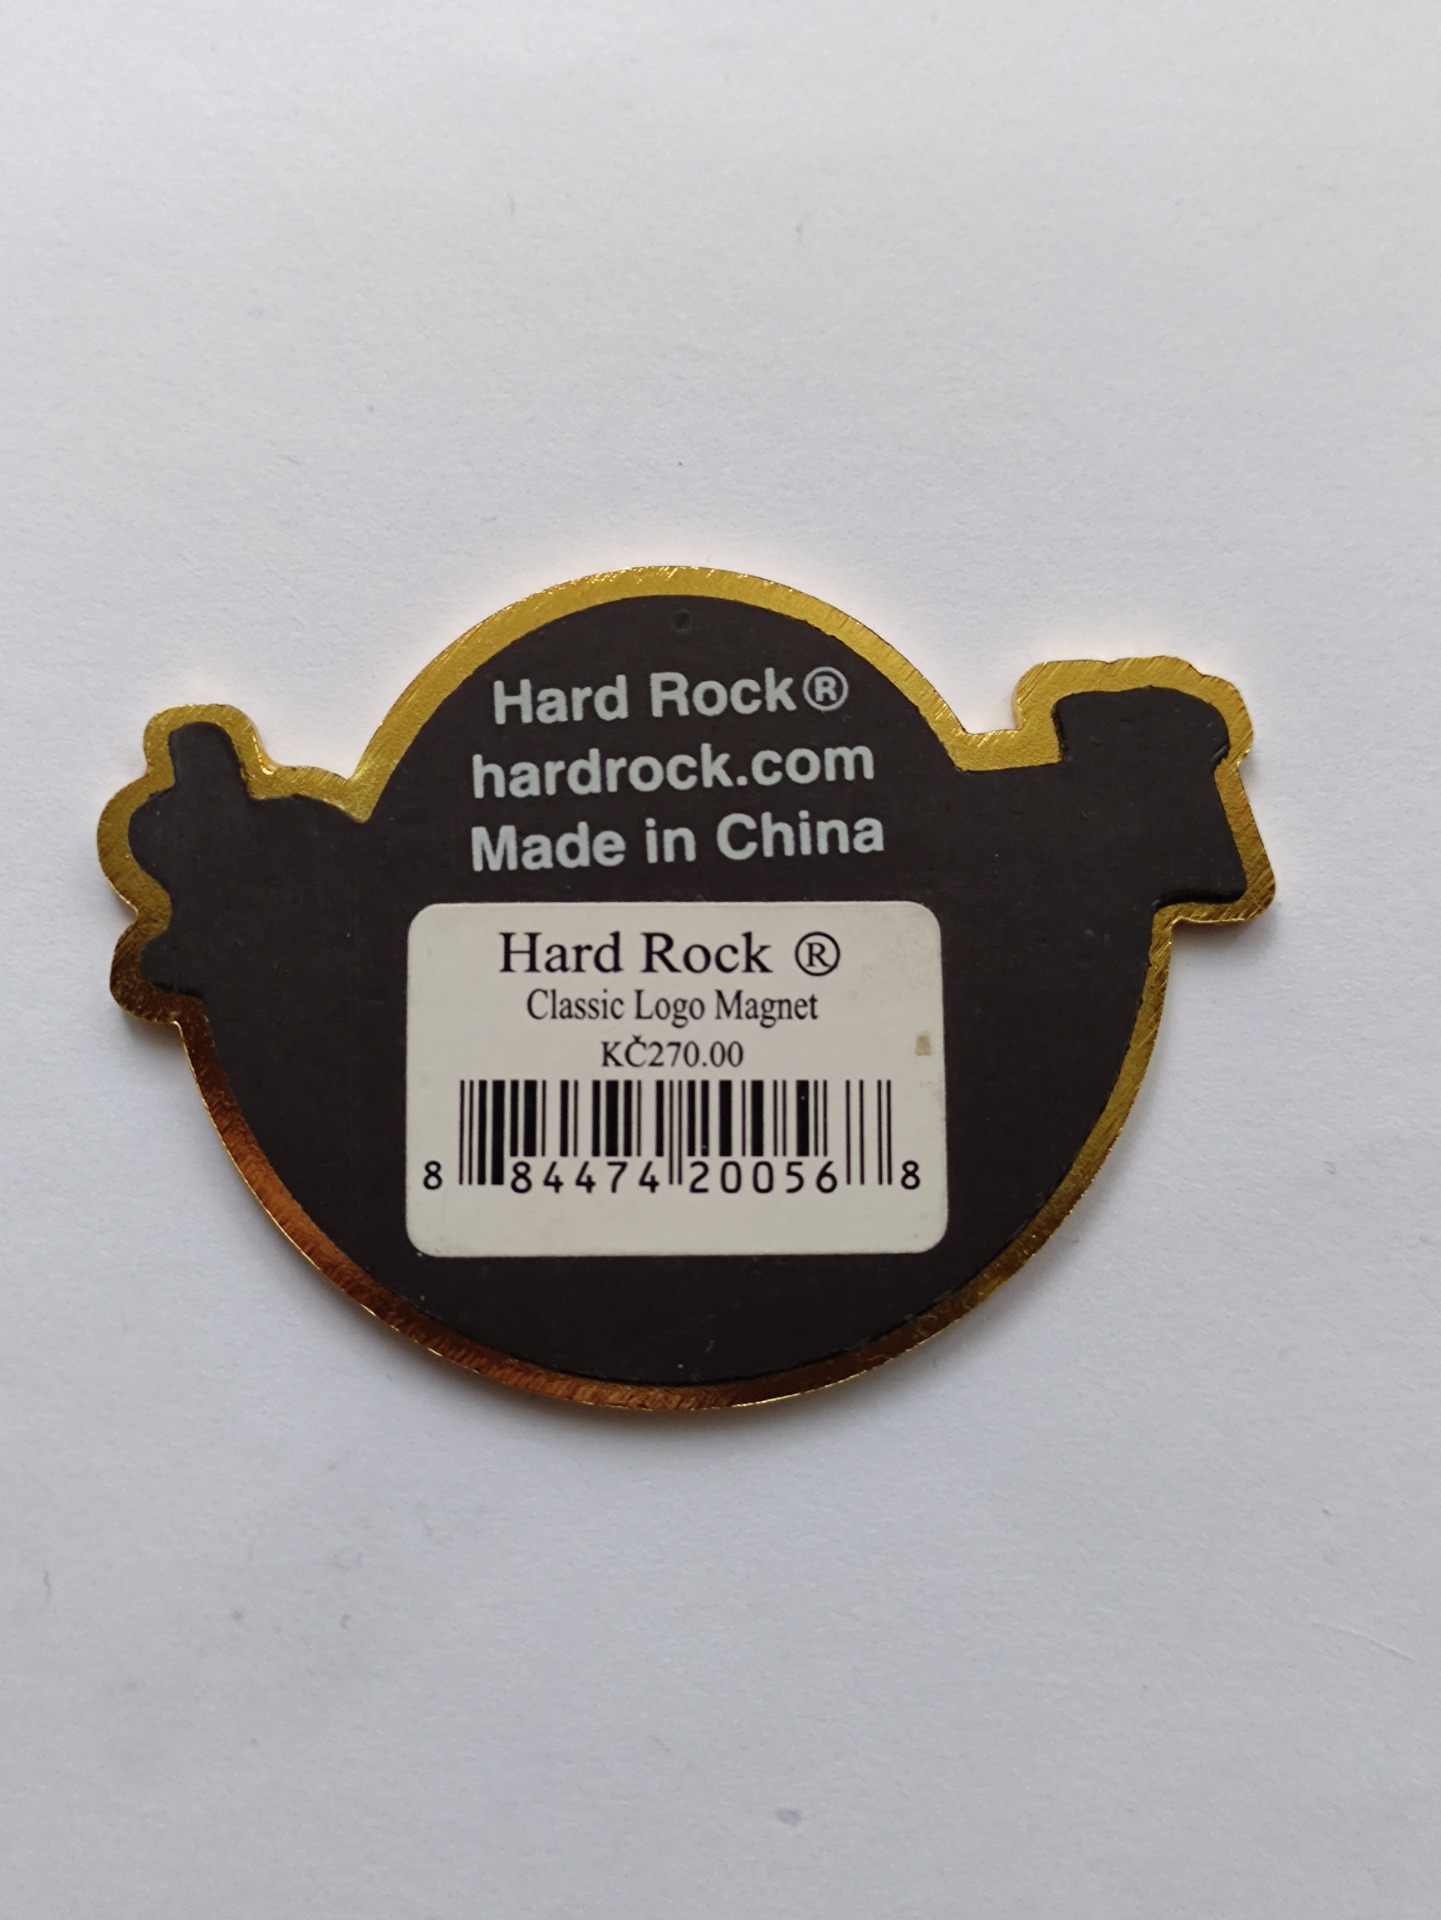 Hard Rock®
hardrock.com
Made in China
Hard Rock ®
Classic Logo Magnet
KČ270.00
8 84474 20056 8